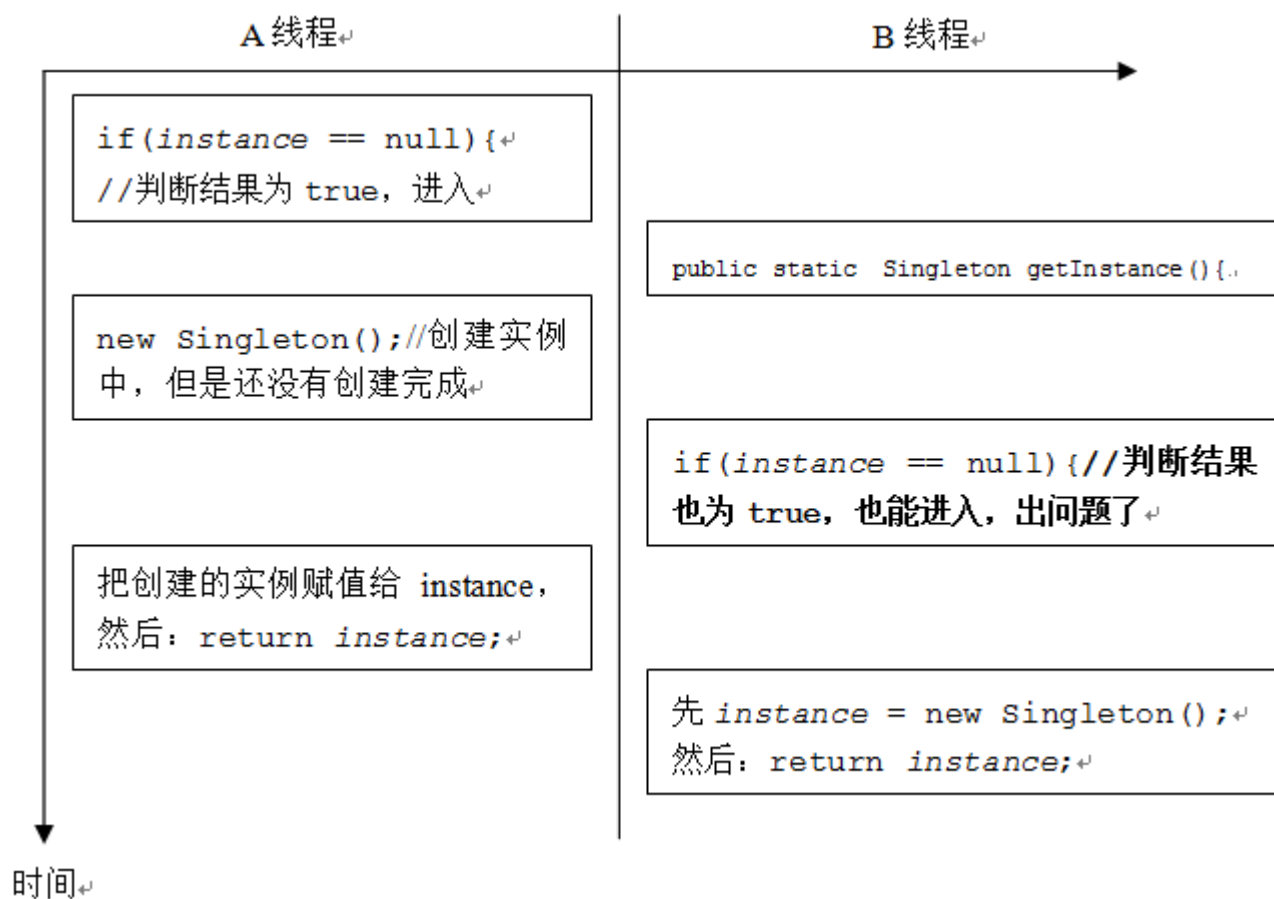 A 线程
B 线程
if(instance == null){
//判断结果为 true，进入
public static Singleton getInstance(){
new Singleton();//创建实例
中，但是还没有创建完成
if(instance == null){//判断结果
也为 true，也能进入，出问题了
把创建的实例赋值给 instance，
然后：return instance;
先 instance = new Singleton();
然后：return instance;
时间